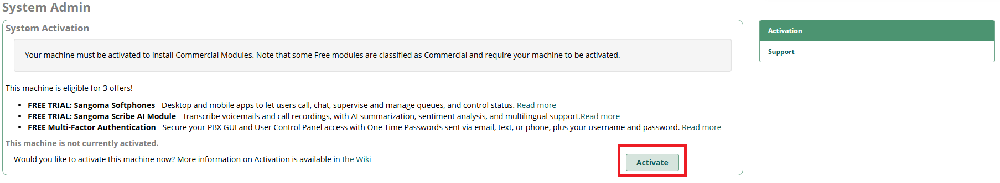 System Admin
System Activation
Your machine must be activated to install Commercial Modules. Note that some Free modules are classified as Commercial and require your machine to be activated.
This machine is eligible for 3 offers!
• FREE TRIAL: Sangoma Softphones - Desktop and mobile apps to let users call, chat, supervise and manage queues, and control status. Read more
• FREE TRIAL: Sangoma Scribe AI Module - Transcribe voicemails and call recordings, with AI summarization, sentiment analysis, and multilingual support.Read more
• FREE Multi-Factor Authentication - Secure your PBX GUI and User Control Panel access with One Time Passwords sent via email, text, or phone, plus your username and password. Read more
This machine is not currently activated.
Would you like to activate this machine now? More information on Activation is available in the Wiki
Activate
Activation
Support